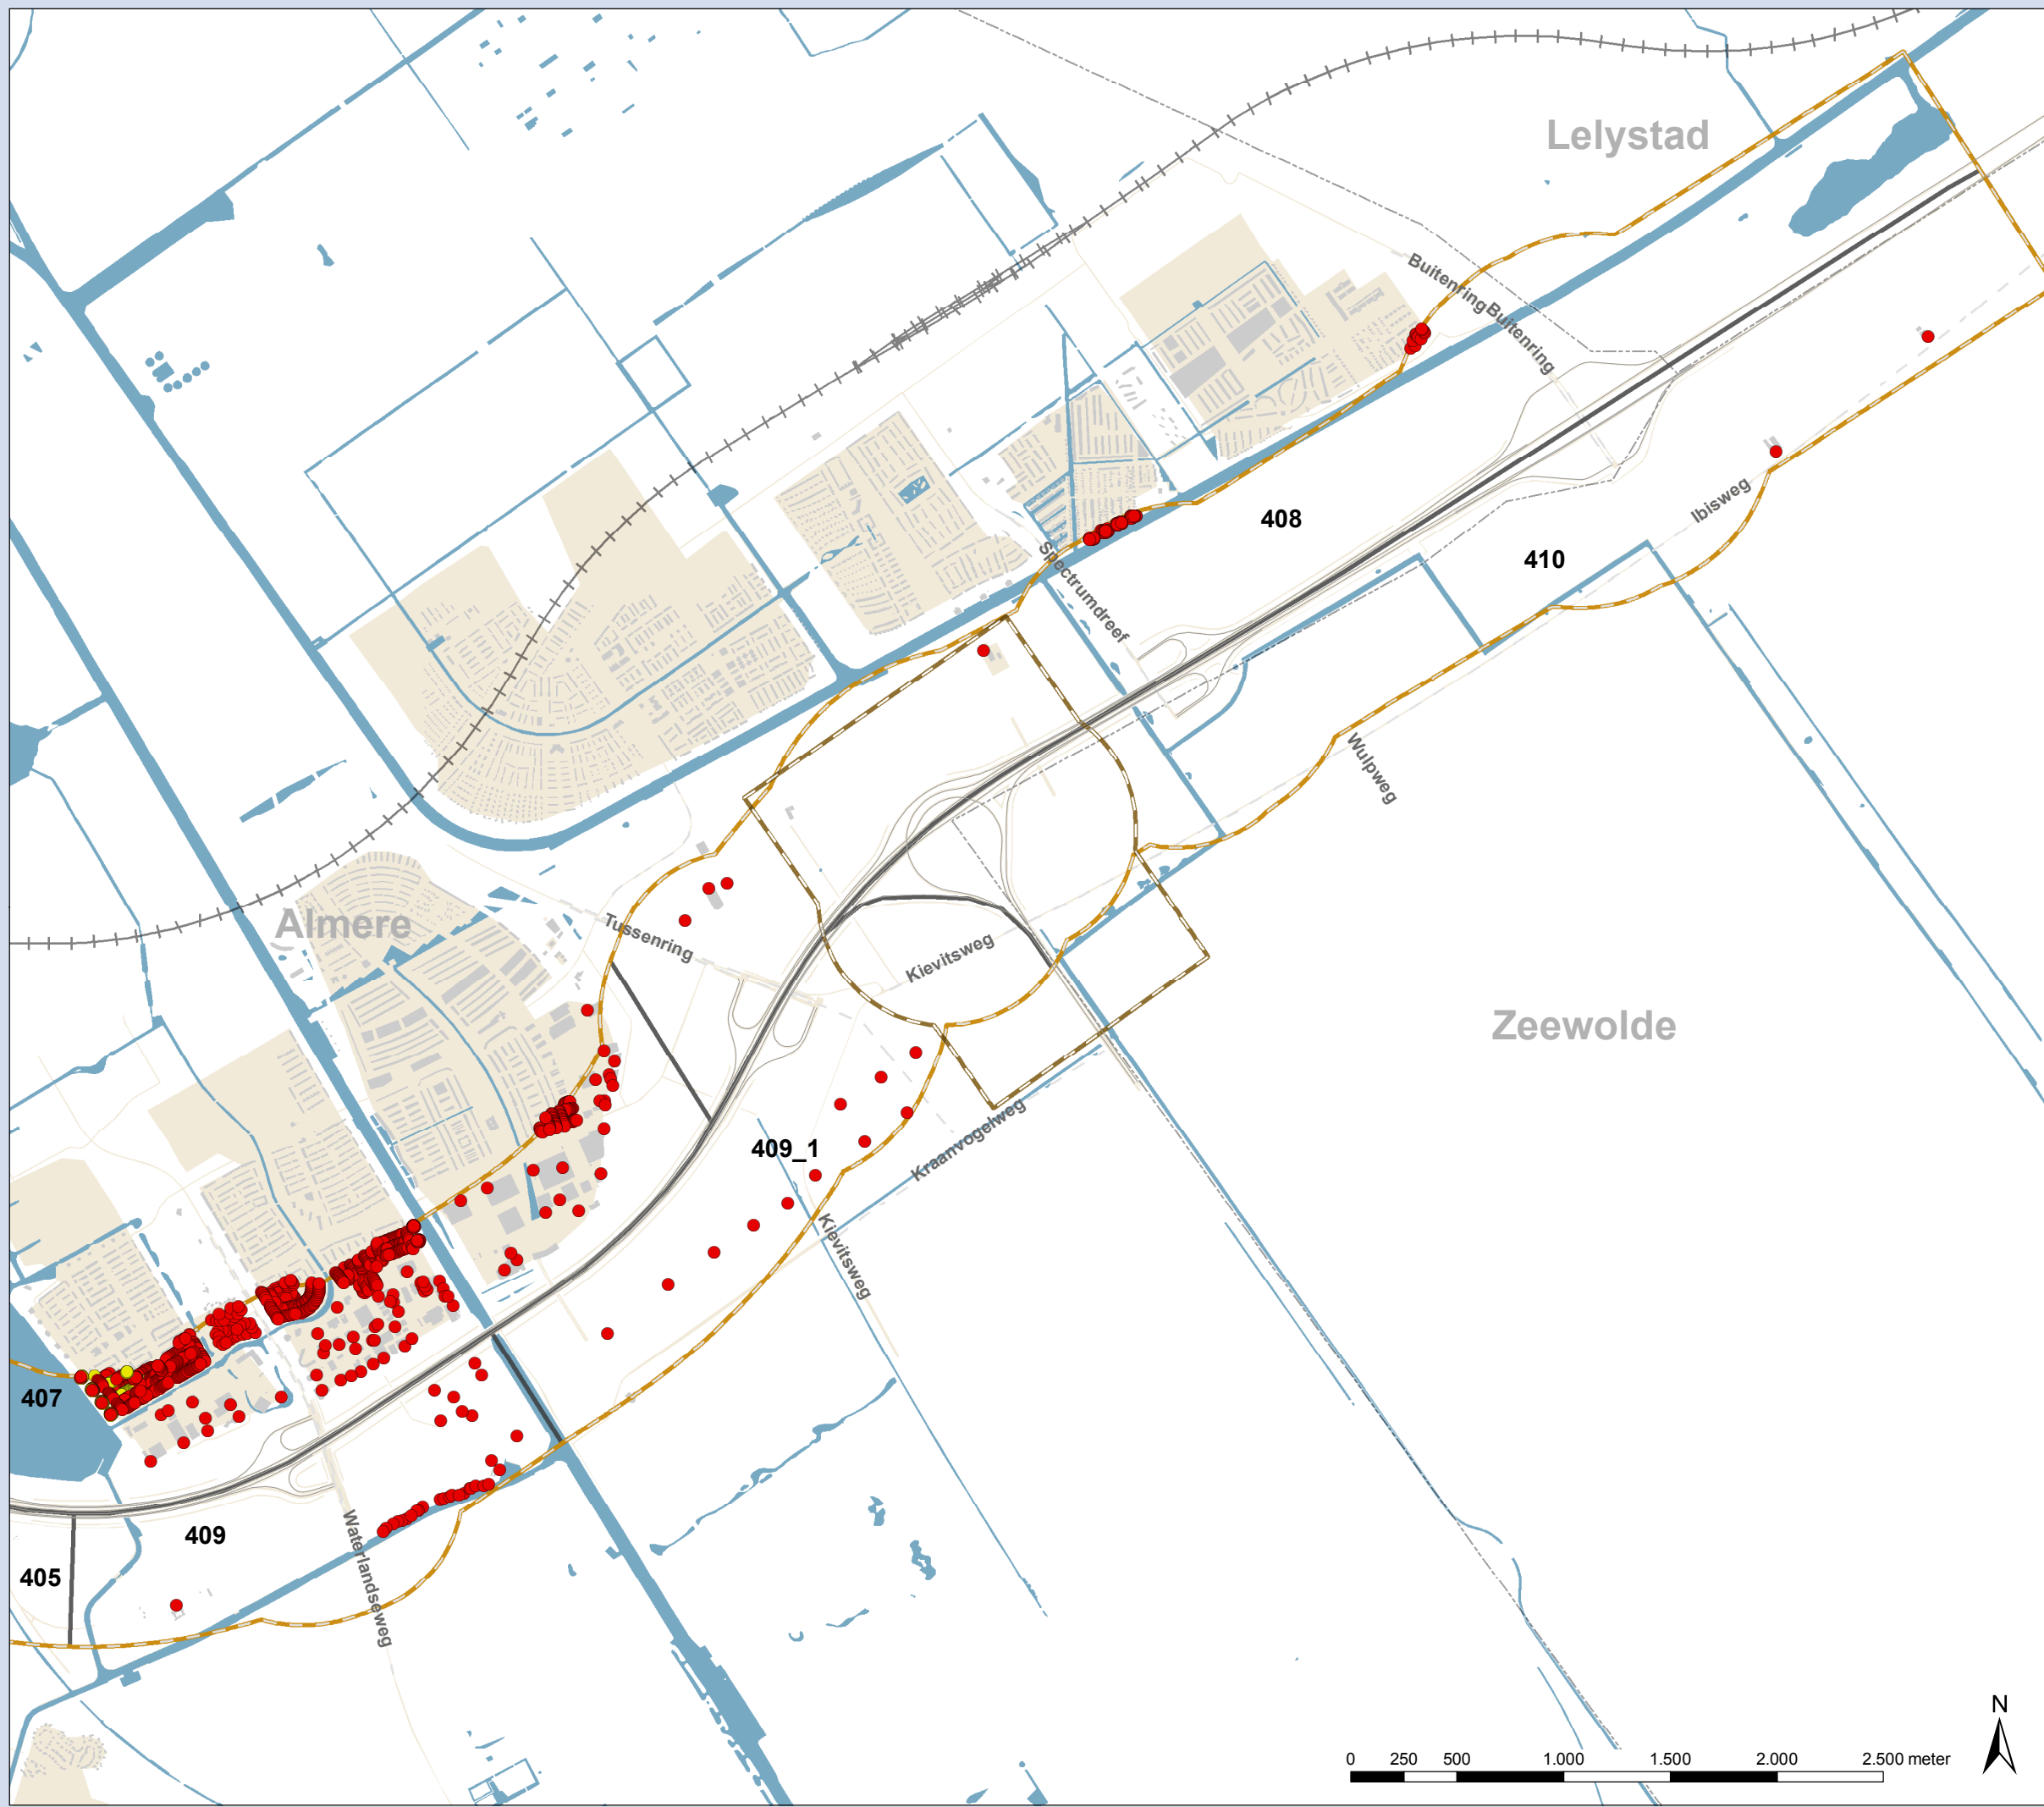 Lelystad
Buitenring
Buitenring
Ibisweg
408
410
Spectrumdreef
Wulpweg
Almere
Tussenring
Kievitsweg
Zeewolde
409_1
Kraanvogelweg
Kievitsweg
407
409
405
Waterlandseweg
N
0 250 500 1.000 1.500 2.000 2.500 meter